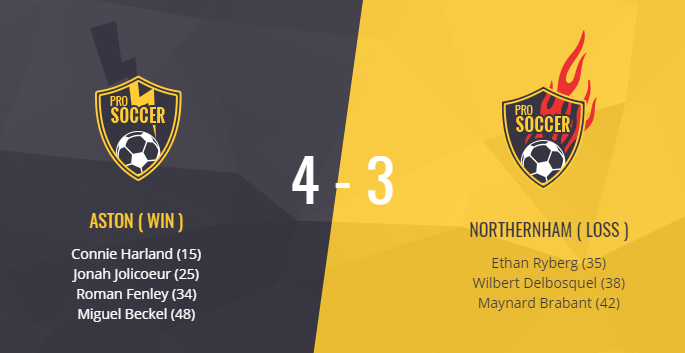 PRO
SOCCER
ASTON ( WIN )
Connie Harland (15)
Jonah Jolicoeur (25)
Roman Fenley (34)
Miguel Beckel (48)
4 - 3
PRO
SOCCER
NORTHERNHAM ( LOSS )
Ethan Ryberg (35)
Wilbert Delbosquel (38)
Maynard Brabant (42)